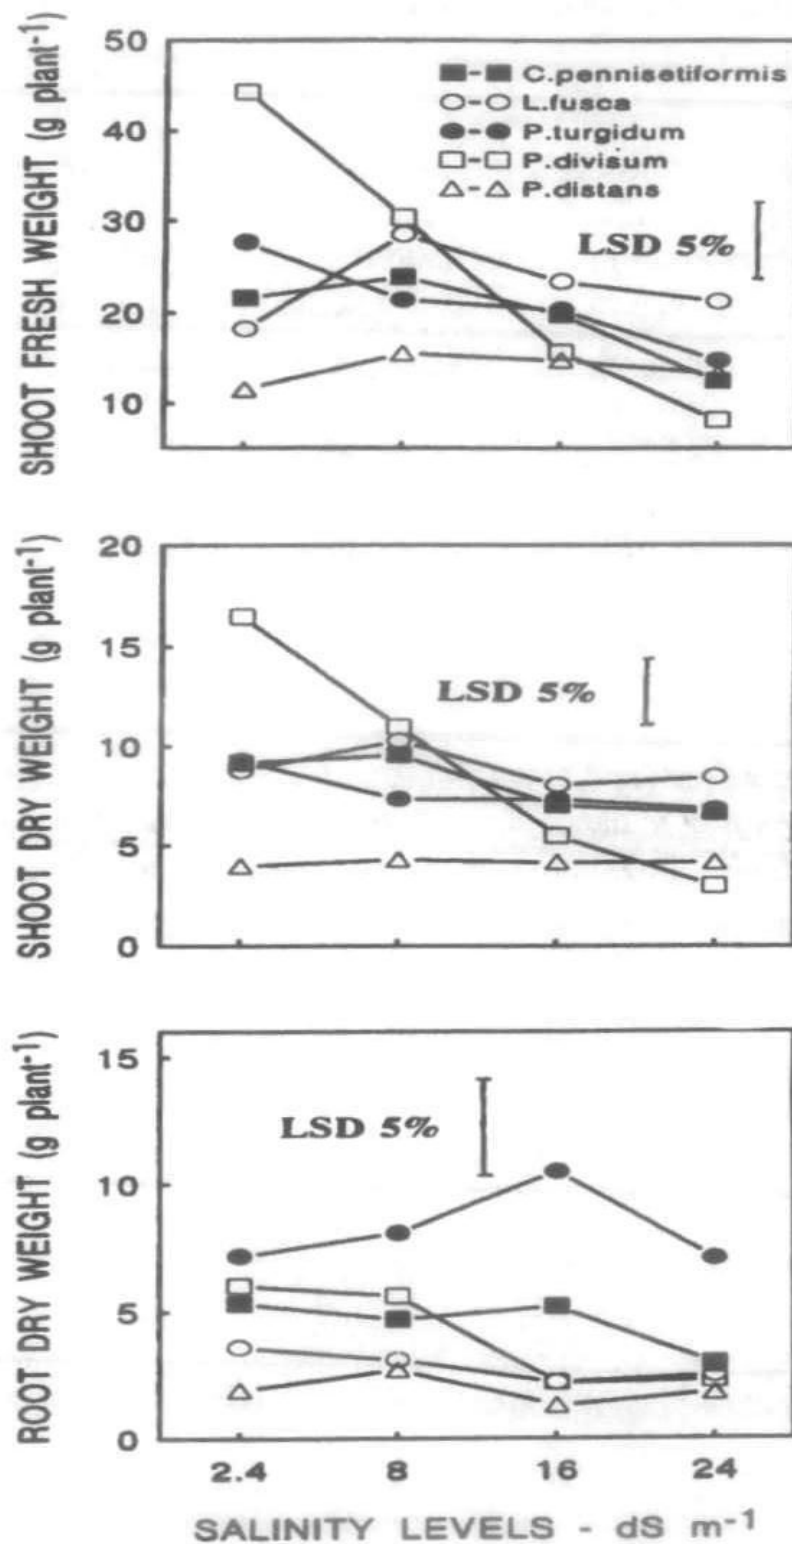 SHOOT FRESH WEIGHT (g plant-1)
50
40
30
20
10
C.pennisetiformis
L.fusca
P.turgidum
P.divisum
P.distans
LSD 5%
SHOOT DRY WEIGHT (g plant-1)
20
15
10
5
0
LSD 5%
ROOT DRY WEIGHT (g plant-1)
15
10
5
0
LSD 5%
2.4 8 16 24
SALINITY LEVELS - dS m-1